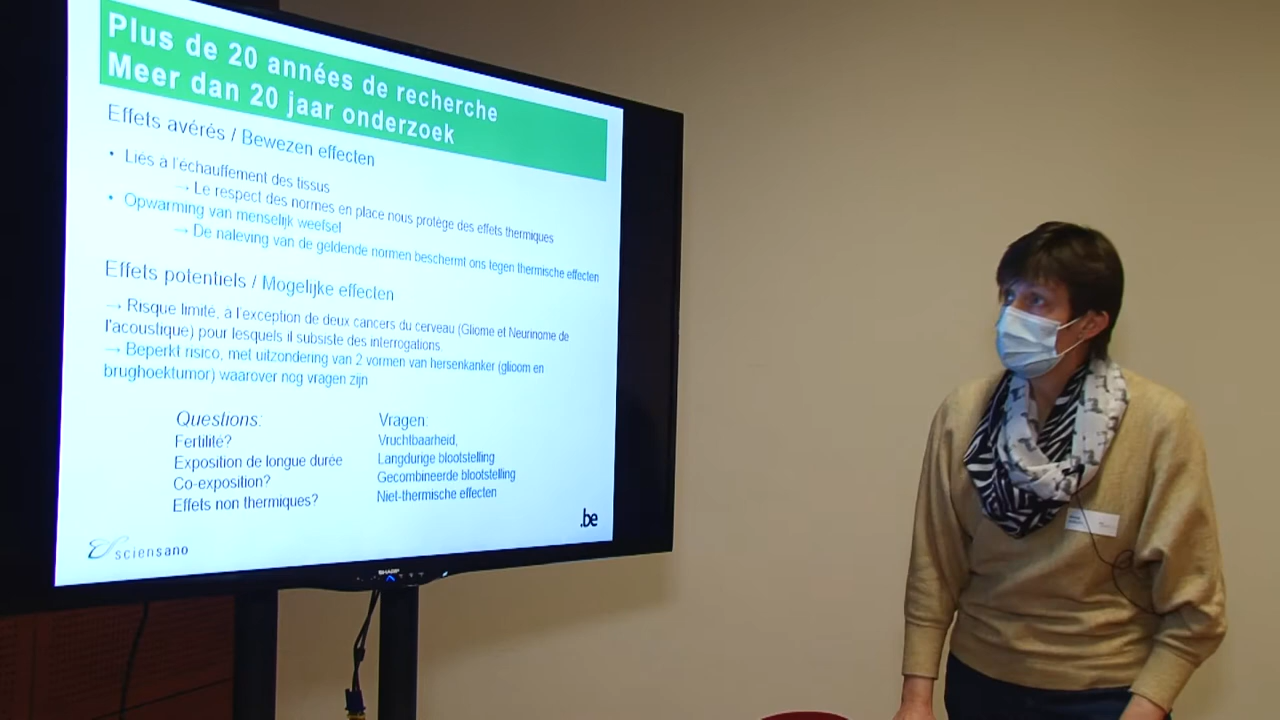 Plus de 20 années de recherche
Meer dan 20 jaar onderzoek
Effets avérés / Bewezen effecten
• Liés à l'échauffement des tissus
→ Le respect des normes en place nous protège des effets thermiques
• Opwarming van menselijk weefsel
→ De naleving van de geldende normen beschermt ons tegen thermische effecten
Effets potentiels / Mogelijke effecten
→ Risque limité, à l'exception de deux cancers du cerveau (Gliome et Neurinome de
l'acoustique) pour lesquels il subsiste des interrogations
→ Beperkt risico, met uitzondering van 2 vormen van hersenkanker (glioom en
brughoektumor) waarover nog vragen zijn
Questions: Vragen:
Fertilité? Vruchtbaarheid,
Exposition de longue durée Langdurige blootstelling
Co-exposition? Gecombineerde blootstelling
Effets non thermiques? Niet-thermische effecten
.be
sciensano
SHARP